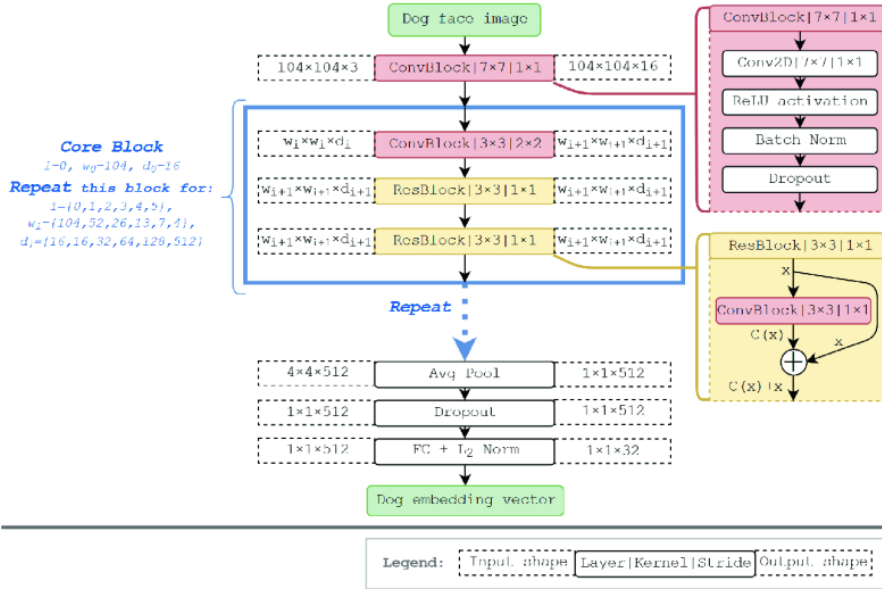 Dog face image
104×104×3
ConvBlock|7×7|1×1
104×104×16
Core Block
i=0, w₀=104, d₀=16
Repeat this block for:
i={0,1,2,3,4,5},
wᵢ={104,52,26,13,7,4},
dᵢ={16,16,32,64,128,512}
wᵢ×wᵢ×dᵢ
ConvBlock|3×3|2×2
wᵢ₊₁×wᵢ₊₁×dᵢ₊₁
wᵢ₊₁×wᵢ₊₁×dᵢ₊₁
ResBlock|3×3|1×1
wᵢ₊₁×wᵢ₊₁×dᵢ₊₁
wᵢ₊₁×wᵢ₊₁×dᵢ₊₁
ResBlock|3×3|1×1
wᵢ₊₁×wᵢ₊₁×dᵢ₊₁
Repeat
4×4×512
Avg Pool
1×1×512
1×1×512
Dropout
1×1×512
1×1×512
FC + L₂ Norm
1×1×32
Dog embedding vector
ConvBlock|7×7|1×1
Conv2D|7×7|1×1
ReLU activation
Batch Norm
Dropout
ResBlock|3×3|1×1
x
ConvBlock|3×3|1×1
C(x)
x
+
C(x)+x
Legend:
Input shape
Layer|Kernel|Stride
Output shape